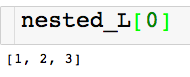 nested_L[0]
[1, 2, 3]